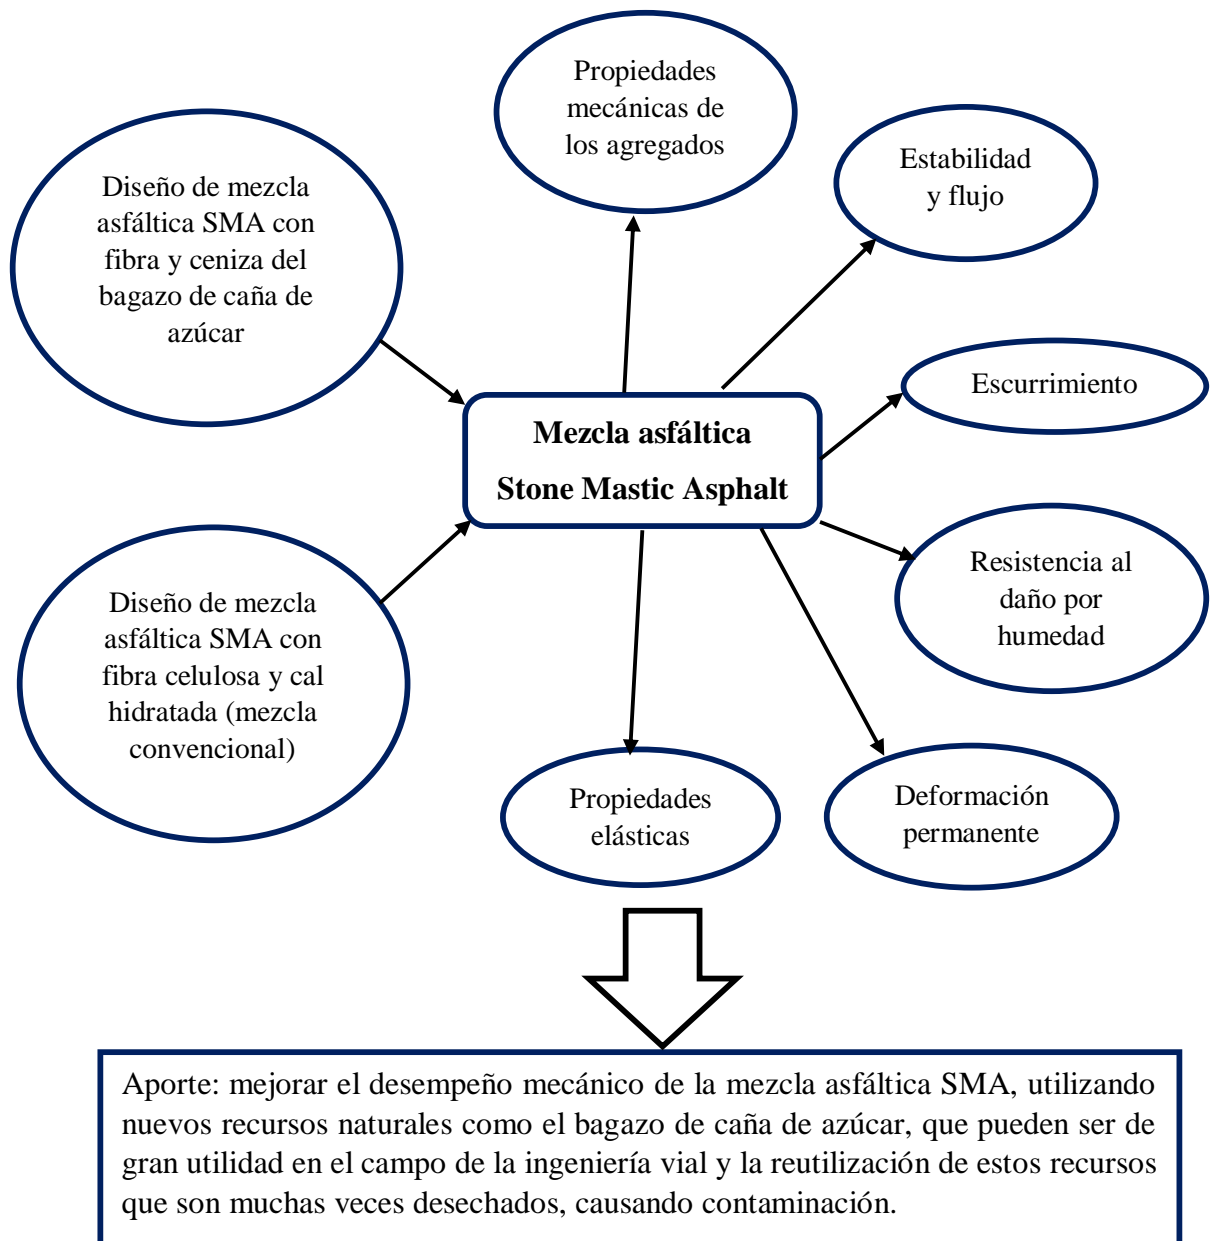 Propiedades
mecánicas de
los agregados
Estabilidad
y flujo
Diseño de mezcla
asfáltica SMA con
fibra y ceniza del
bagazo de caña de
azúcar
Escurrimiento
Mezcla asfáltica
Stone Mastic Asphalt
Resistencia al
daño por
humedad
Diseño de mezcla
asfáltica SMA con
fibra celulosa y cal
hidratada (mezcla
convencional)
Propiedades
elásticas
Deformación
permanente
Aporte: mejorar el desempeño mecánico de la mezcla asfáltica SMA, utilizando
nuevos recursos naturales como el bagazo de caña de azúcar, que pueden ser de
gran utilidad en el campo de la ingeniería vial y la reutilización de estos recursos
que son muchas veces desechados, causando contaminación.